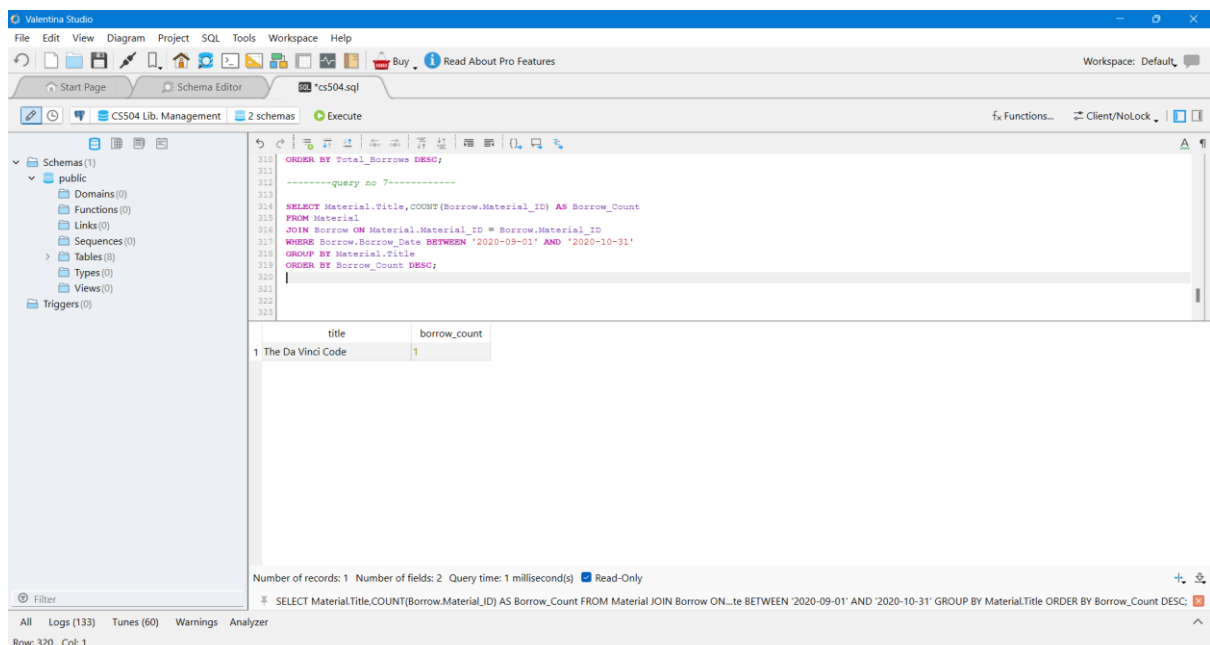 Valentina Studio
File Edit View Diagram Project SQL Tools Workspace Help
Buy Read About Pro Features Workspace: Default
Start Page Schema Editor SQL *cs504.sql
CS504 Lib. Management 2 schemas Execute fx Functions... Client/NoLock
Schemas (1)
public
Domains (0)
Functions (0)
Links (0)
Sequences (0)
Tables (8)
Types (0)
Views (0)
Triggers (0)
310 ORDER BY Total_Borrows DESC;
311
312 --------query no 7------------
313
314 SELECT Material.Title,COUNT(Borrow.Material_ID) AS Borrow_Count
315 FROM Material
316 JOIN Borrow ON Material.Material_ID = Borrow.Material_ID
317 WHERE Borrow.Borrow_Date BETWEEN '2020-09-01' AND '2020-10-31'
318 GROUP BY Material.Title
319 ORDER BY Borrow_Count DESC;
320
321
322
323
title borrow_count
1 The Da Vinci Code 1
Number of records: 1 Number of fields: 2 Query time: 1 millisecond(s) Read-Only
Filter
SELECT Material.Title,COUNT(Borrow.Material_ID) AS Borrow_Count FROM Material JOIN Borrow ON...te BETWEEN '2020-09-01' AND '2020-10-31' GROUP BY Material.Title ORDER BY Borrow_Count DESC;
All Logs (133) Tunes (60) Warnings Analyzer
Row: 320 Col: 1